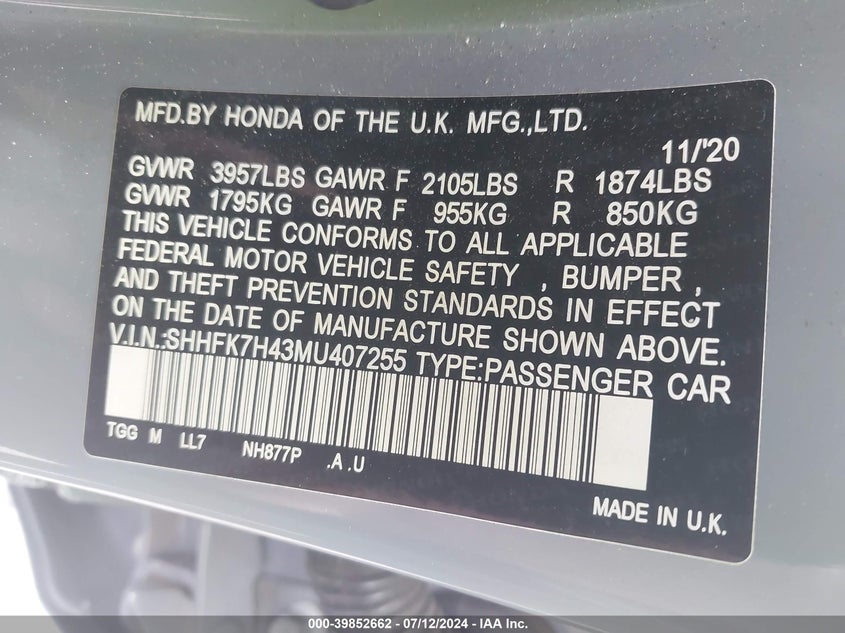 MFD.BY HONDA OF THE U.K. MFG.,LTD.
11/'20
GVWR 3957LBS GAWR F 2105LBS R 1874LBS
GVWR 1795KG GAWR F 955KG R 850KG
THIS VEHICLE CONFORMS TO ALL APPLICABLE
FEDERAL MOTOR VEHICLE SAFETY , BUMPER ,
AND THEFT PREVENTION STANDARDS IN EFFECT
ON THE DATE OF MANUFACTURE SHOWN ABOVE.
V.I.N.:SHHFK7H43MU407255 TYPE:PASSENGER CAR
TGG M LL7 NH877P .A .U
MADE IN U.K.
000-39852662 - 07/12/2024 - IAA Inc.